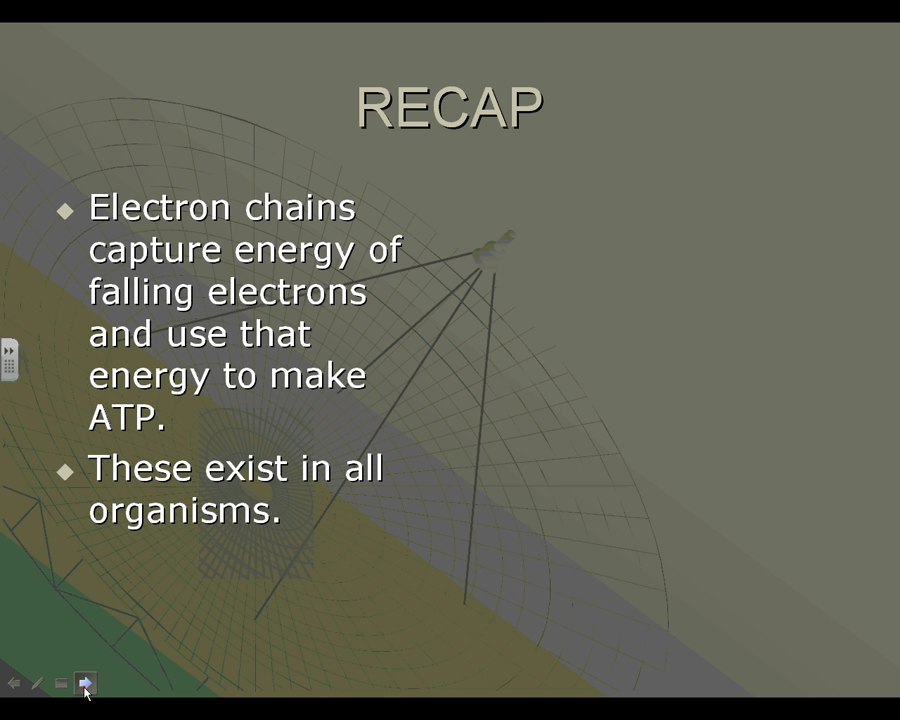 RECAP
Electron chains
capture energy of
falling electrons
and use that
energy to make
ATP.
These exist in all
organisms.